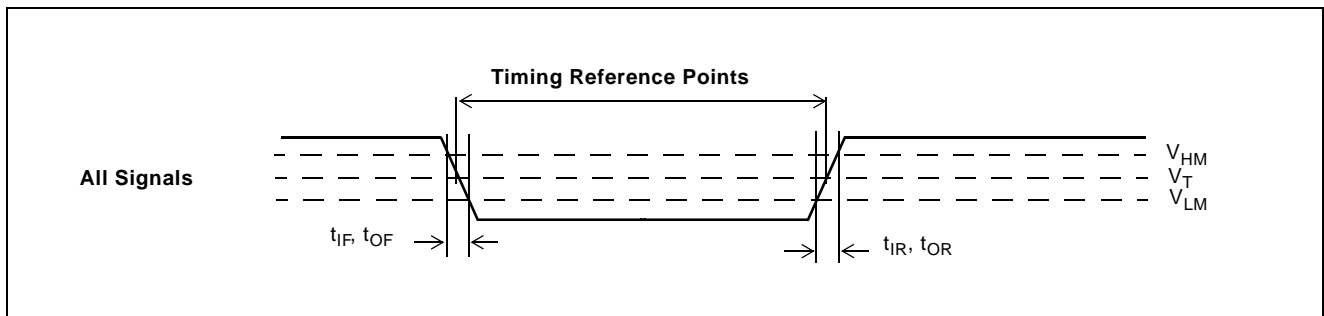 Timing Reference Points
All Signals
V_HM
V_T
V_LM
t_IF, t_OF
t_IR, t_OR